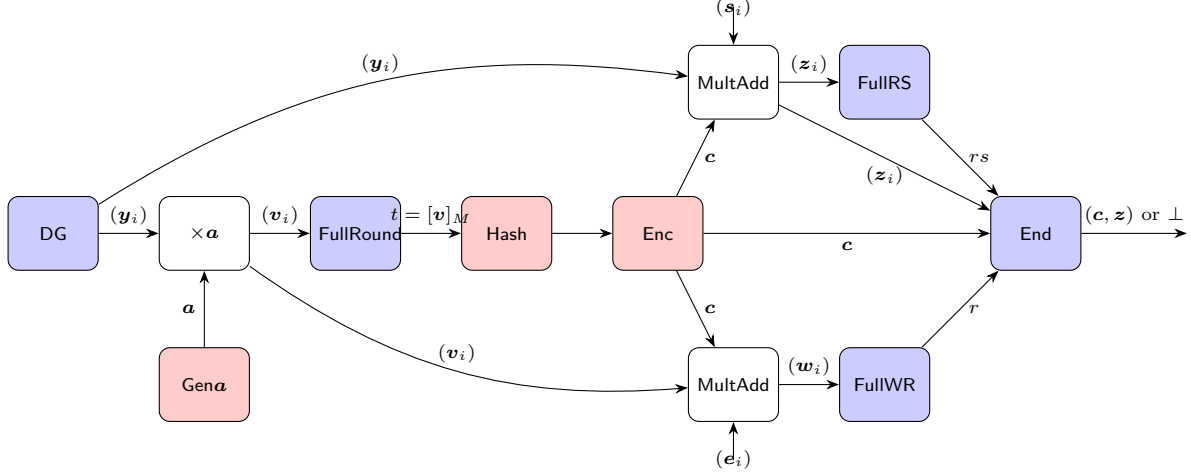 (s_i)
(y_i)
MultAdd
(z_i)
FullRS
c
rs
(z_i)
DG
(y_i)
×a
(v_i)
FullRound
t = [v]_M
Hash
Enc
c
End
(c, z) or ⊥
a
c
r
(v_i)
Gena
MultAdd
(w_i)
FullWR
(e_i)